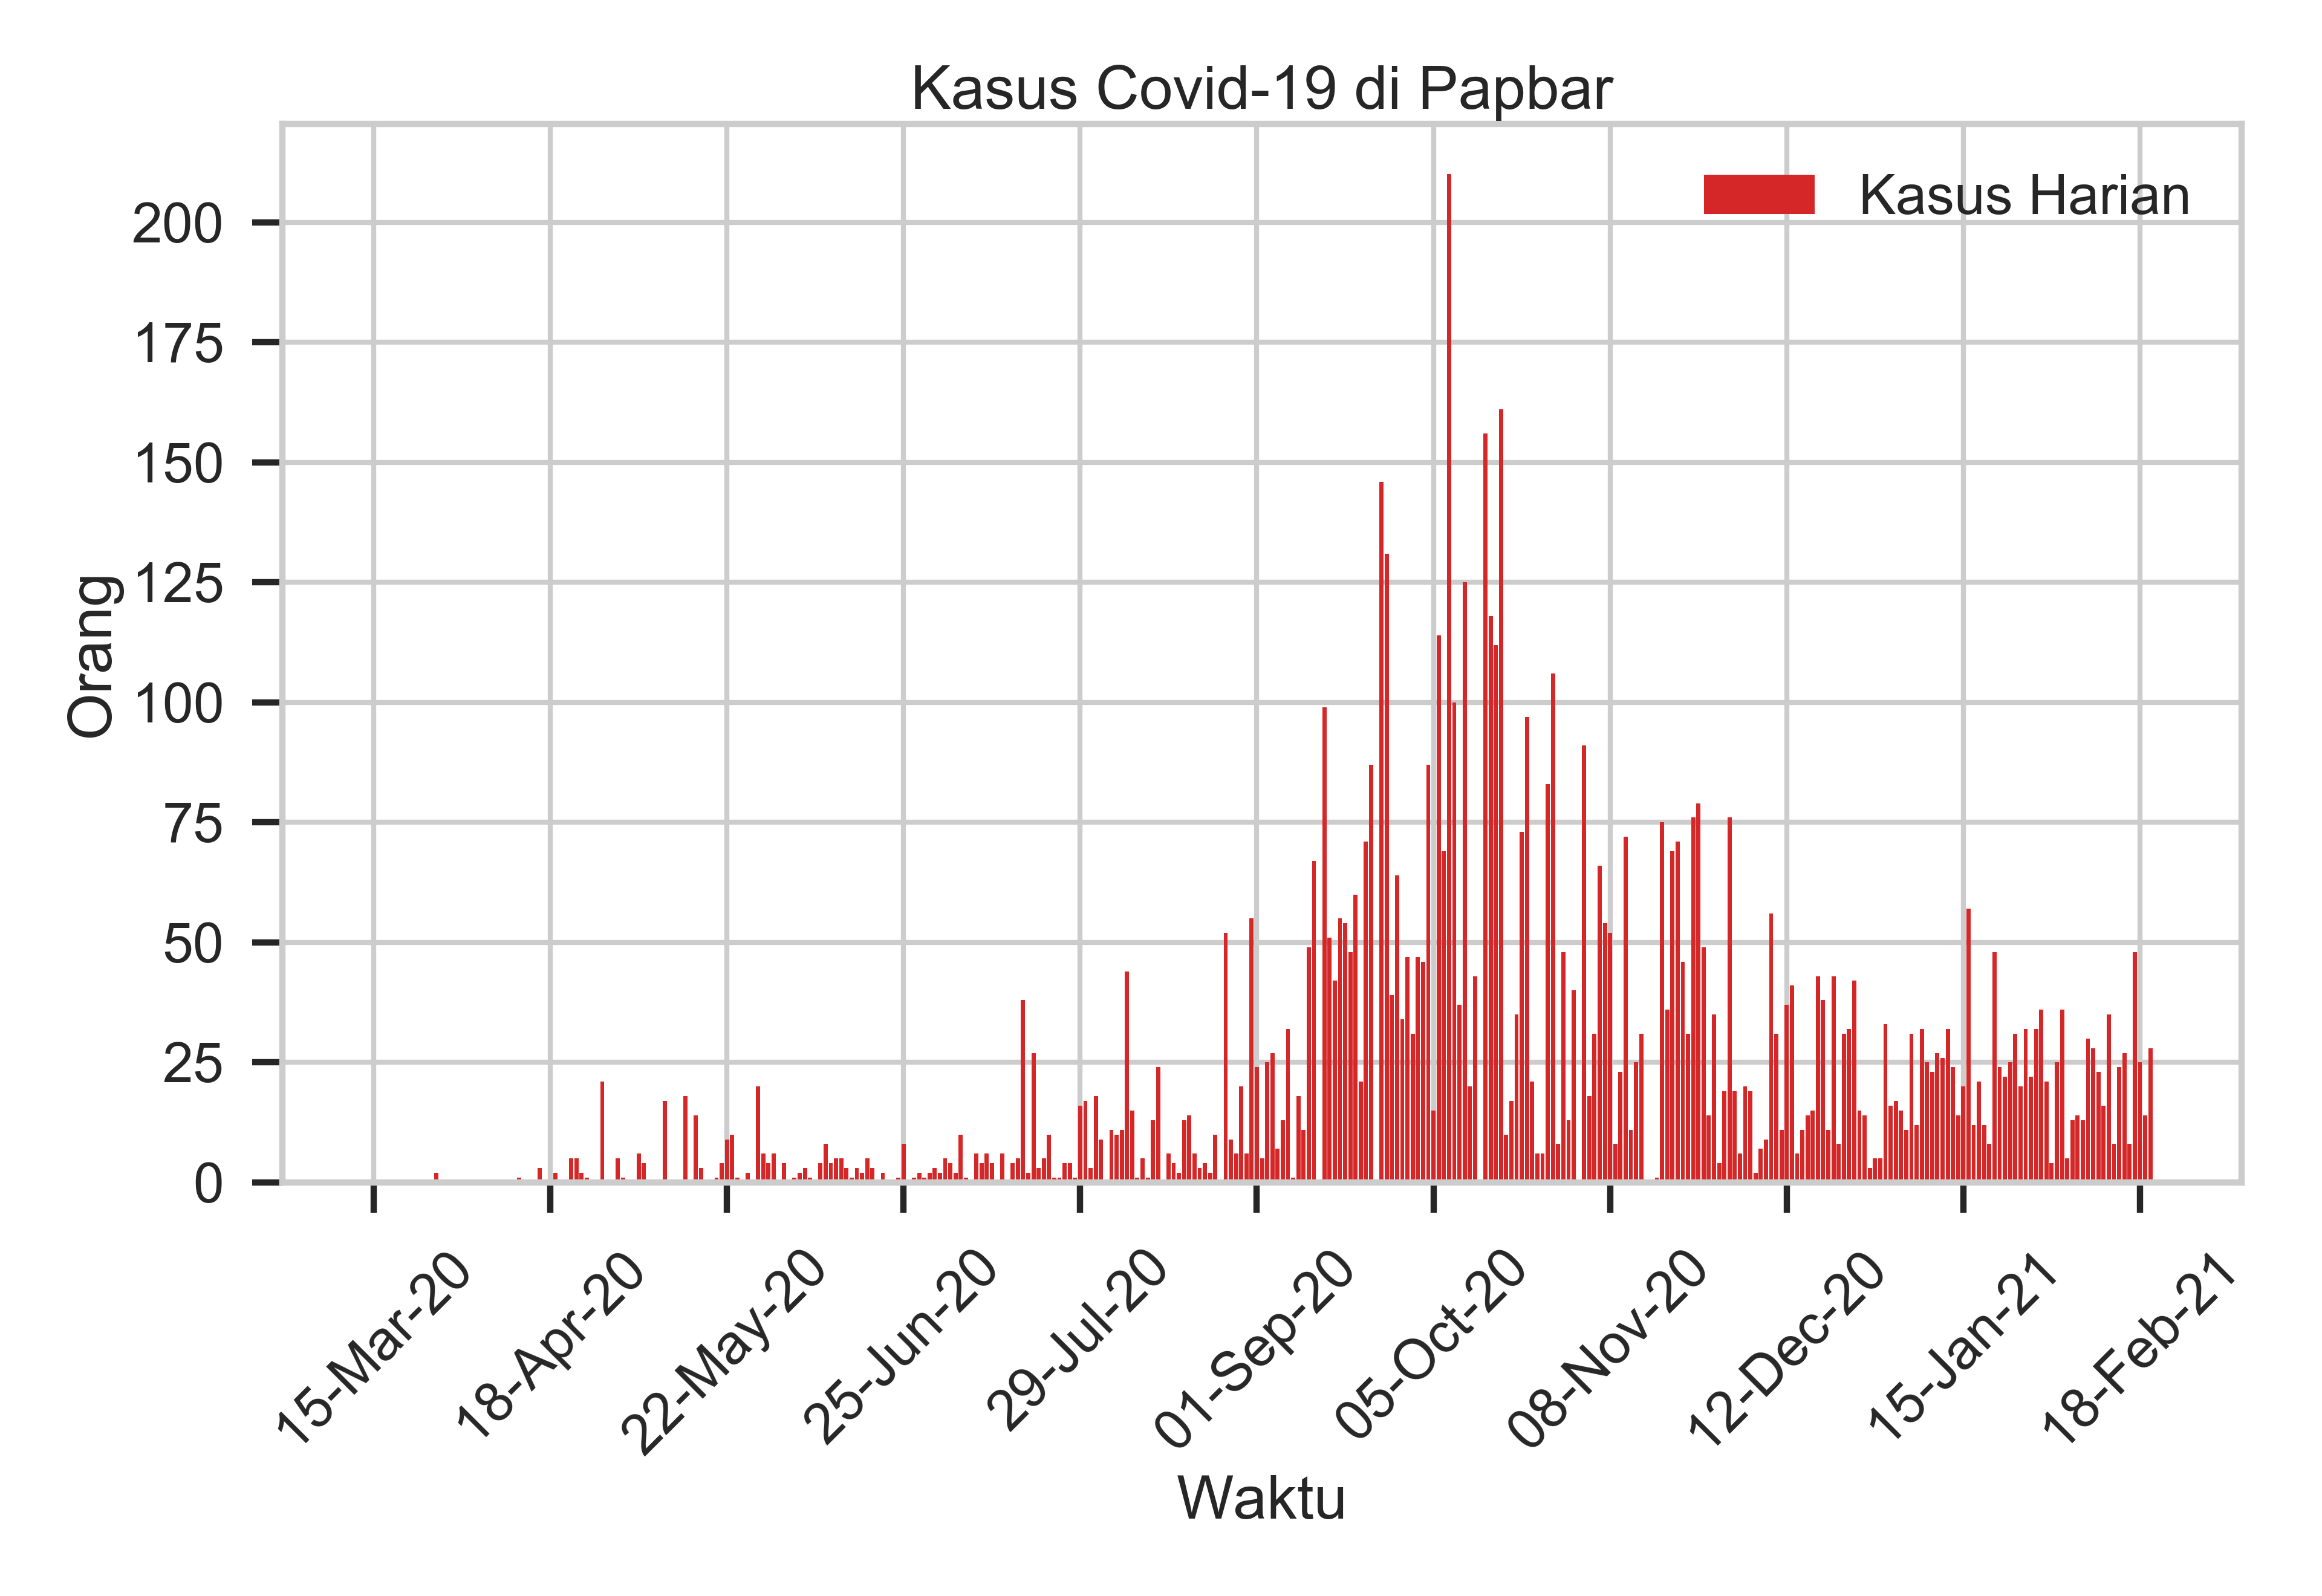 Kasus Covid-19 di Papbar
Kasus Harian
200
175
150
125
100
75
50
25
0
Orang
15-Mar-20
18-Apr-20
22-May-20
25-Jun-20
29-Jul-20
01-Sep-20
05-Oct-20
08-Nov-20
12-Dec-20
15-Jan-21
18-Feb-21
Waktu